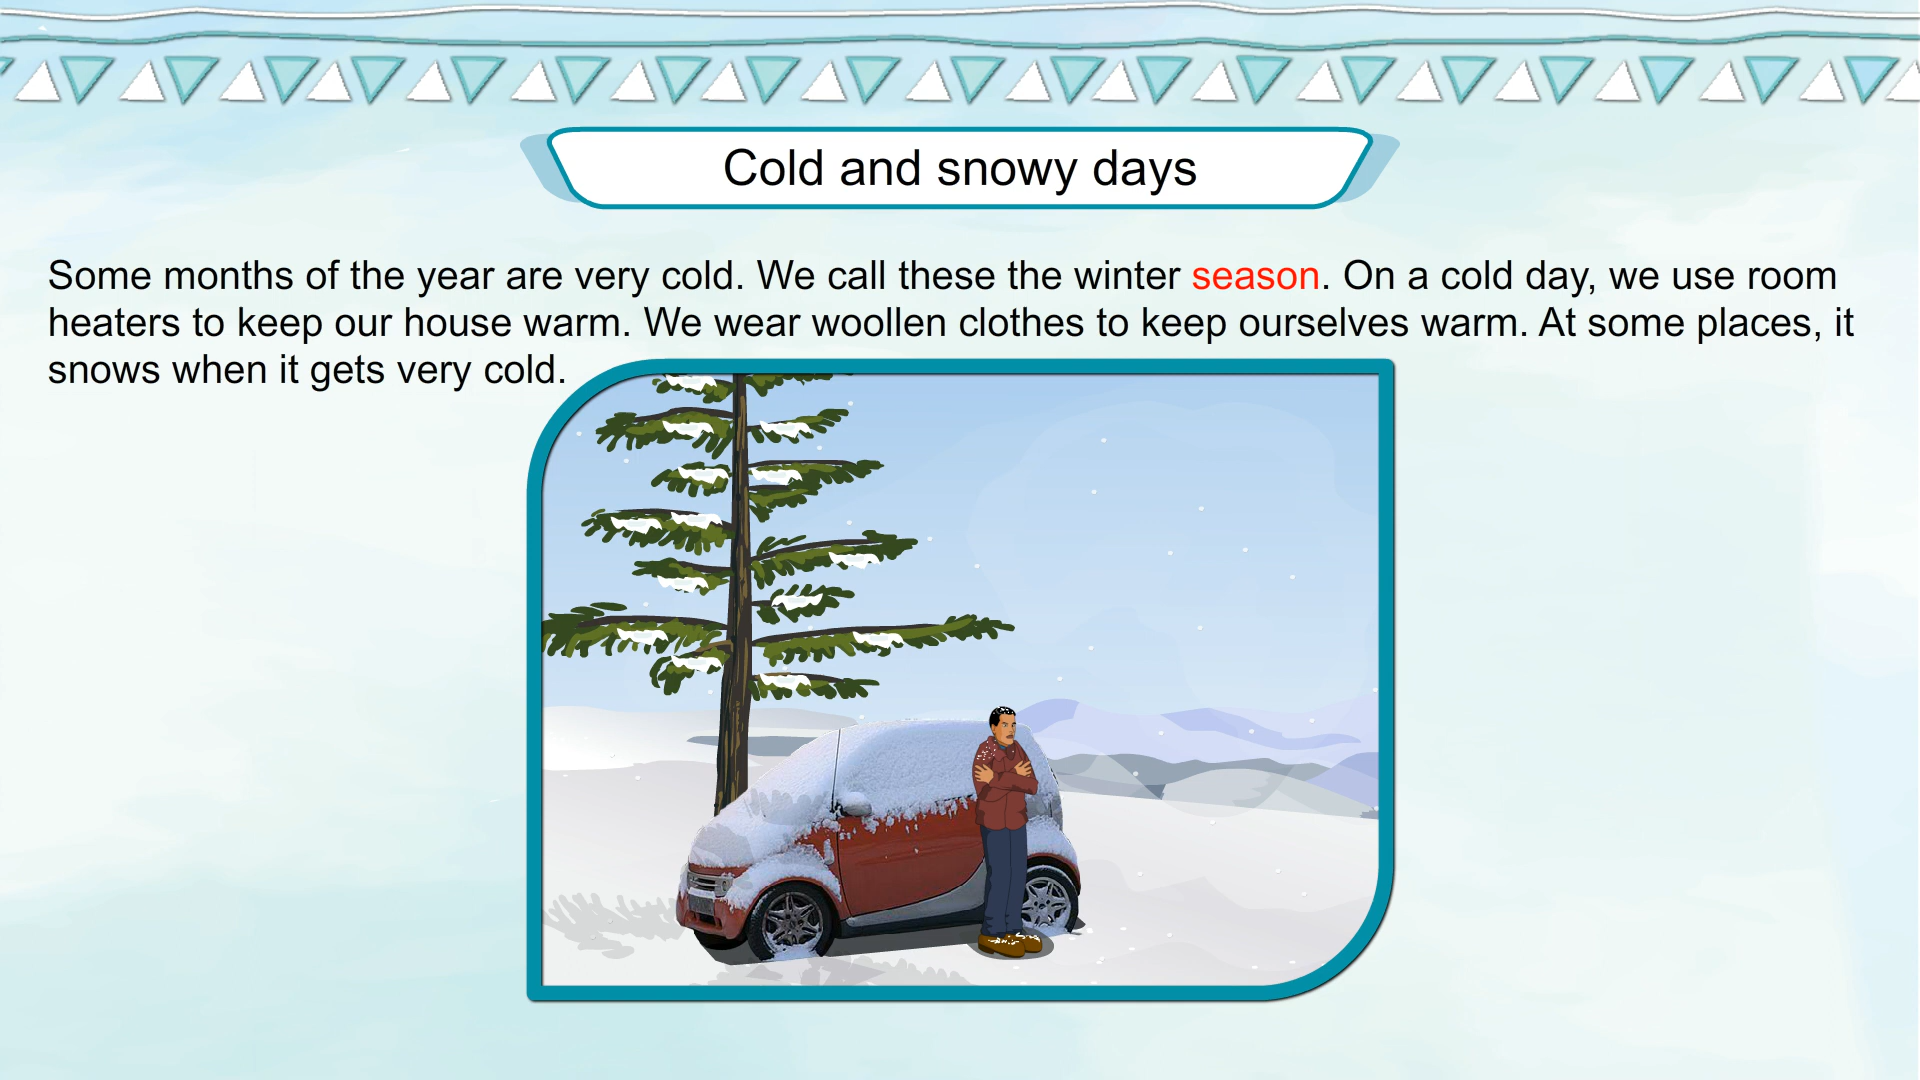 Cold and snowy days
Some months of the year are very cold. We call these the winter season. On a cold day, we use room
heaters to keep our house warm. We wear woollen clothes to keep ourselves warm. At some places, it
snows when it gets very cold.